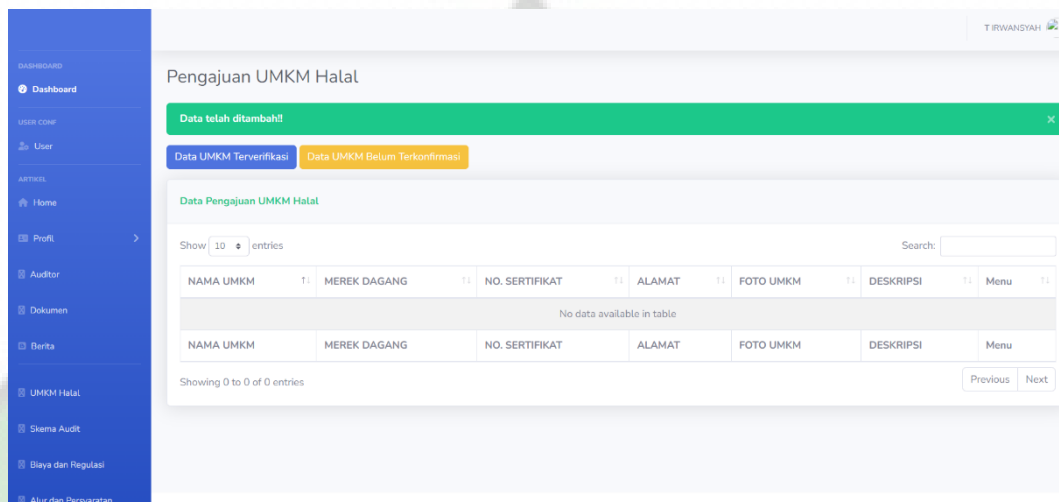 T IRWANSYAH
DASHBOARD
Dashboard
USER CONF
User
ARTIKEL
Home
Profil
Auditor
Dokumen
Berita
UMKM Halal
Skema Audit
Biaya dan Regulasi
Alur dan Persyaratan
Pengajuan UMKM Halal
Data telah ditambah!! ×
Data UMKM Terverifikasi Data UMKM Belum Terkonfirmasi
Data Pengajuan UMKM Halal
Show 10 entries Search:
NAMA UMKM MEREK DAGANG NO. SERTIFIKAT ALAMAT FOTO UMKM DESKRIPSI Menu
No data available in table
NAMA UMKM MEREK DAGANG NO. SERTIFIKAT ALAMAT FOTO UMKM DESKRIPSI Menu
Showing 0 to 0 of 0 entries Previous Next